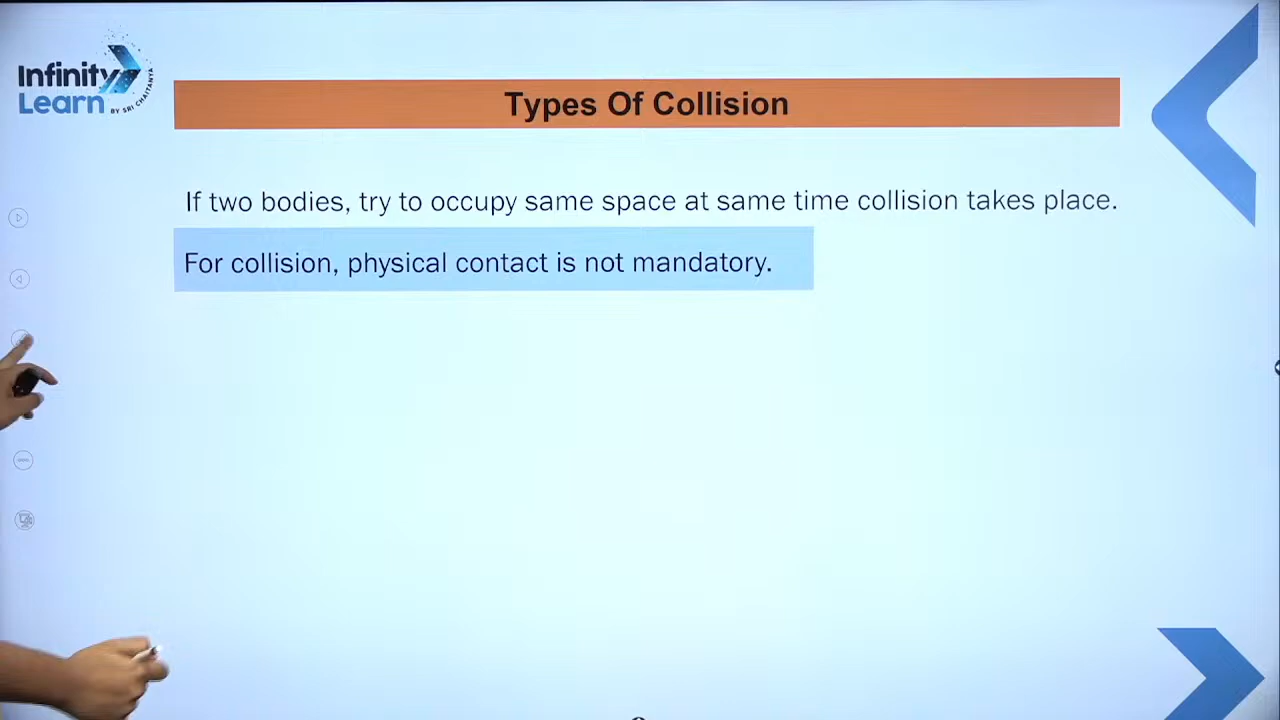 Infinity
Learn
BY SRI CHAITANYA
Types Of Collision
If two bodies, try to occupy same space at same time collision takes place.
For collision, physical contact is not mandatory.